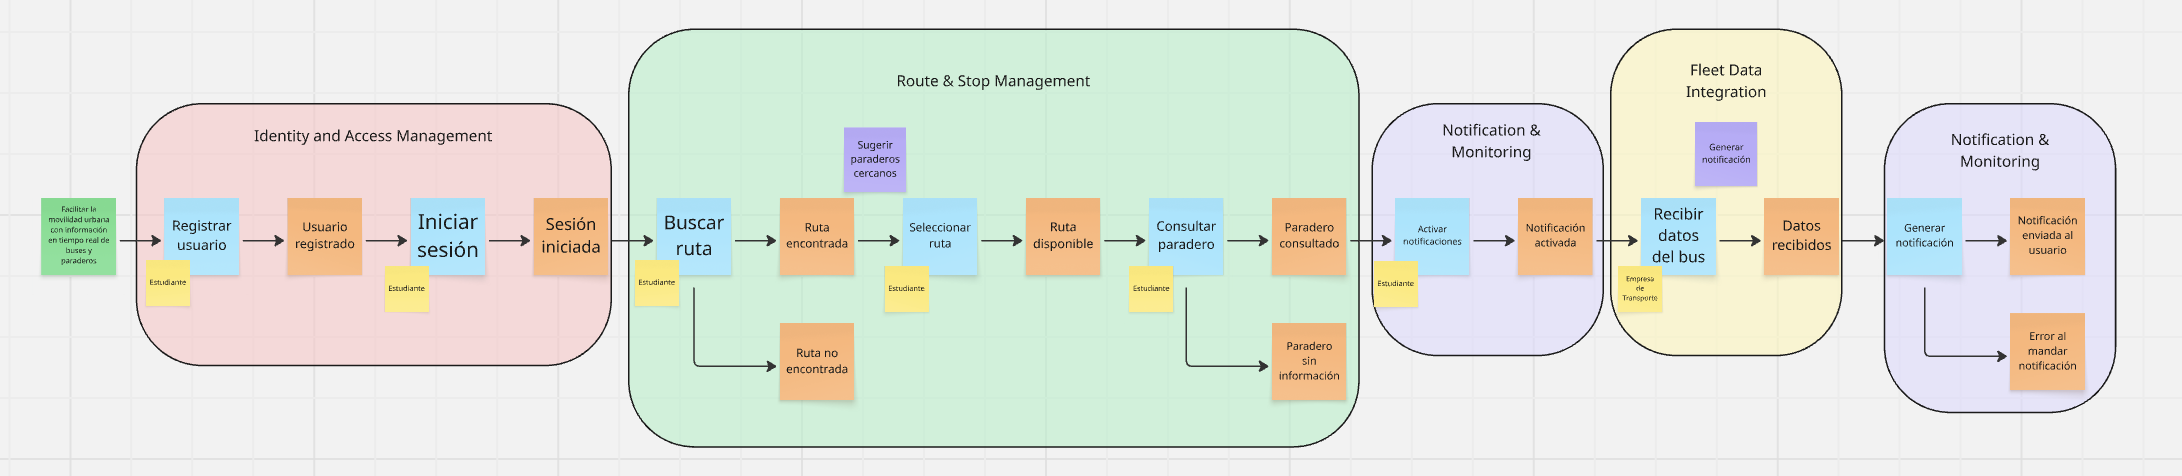 Facilitar la
movilidad urbana
con información
en tiempo real de
buses y
paraderos
Identity and Access Management
Registrar
usuario
Estudiante
Usuario
registrado
Iniciar
sesión
Estudiante
Sesión
iniciada
Route & Stop Management
Buscar
ruta
Estudiante
Ruta
encontrada
Ruta no
encontrada
Sugerir
paraderos
cercanos
Seleccionar
ruta
Estudiante
Ruta
disponible
Consultar
paradero
Estudiante
Paradero
consultado
Paradero
sin
información
Notification &
Monitoring
Activar
notificaciones
Estudiante
Notificación
activada
Fleet Data
Integration
Generar
notificación
Recibir
datos
del bus
Empresa
de
Transporte
Datos
recibidos
Notification &
Monitoring
Generar
notificación
Notificación
enviada al
usuario
Error al
mandar
notificación